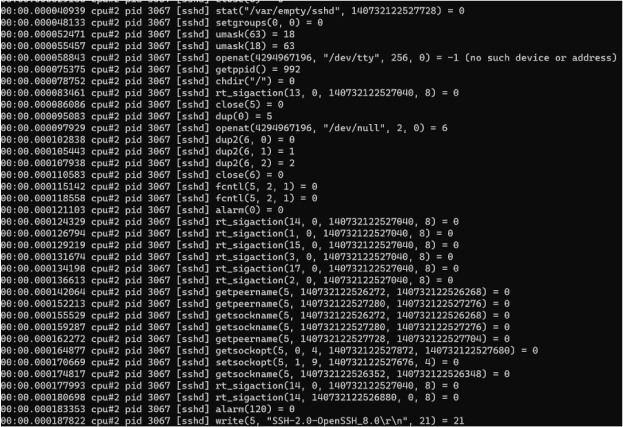 00:00.000040939 cpu#2 pid 3067 [sshd] stat("/var/empty/sshd", 140732122527728) = 0
00:00.000048133 cpu#2 pid 3067 [sshd] setgroups(0, 0) = 0
00:00.000052471 cpu#2 pid 3067 [sshd] umask(63) = 18
00:00.000055457 cpu#2 pid 3067 [sshd] umask(18) = 63
00:00.000058843 cpu#2 pid 3067 [sshd] openat(4294967196, "/dev/tty", 256, 0) = -1 (no such device or address)
00:00.000075375 cpu#2 pid 3067 [sshd] getppid() = 992
00:00.000078752 cpu#2 pid 3067 [sshd] chdir("/") = 0
00:00.000083461 cpu#2 pid 3067 [sshd] rt_sigaction(13, 0, 140732122527040, 8) = 0
00:00.000086086 cpu#2 pid 3067 [sshd] close(5) = 0
00:00.000095083 cpu#2 pid 3067 [sshd] dup(0) = 5
00:00.000097929 cpu#2 pid 3067 [sshd] openat(4294967196, "/dev/null", 2, 0) = 6
00:00.000102838 cpu#2 pid 3067 [sshd] dup2(6, 0) = 0
00:00.000105443 cpu#2 pid 3067 [sshd] dup2(6, 1) = 1
00:00.000107938 cpu#2 pid 3067 [sshd] dup2(6, 2) = 2
00:00.000110583 cpu#2 pid 3067 [sshd] close(6) = 0
00:00.000115142 cpu#2 pid 3067 [sshd] fcntl(5, 2, 1) = 0
00:00.000118558 cpu#2 pid 3067 [sshd] fcntl(5, 2, 1) = 0
00:00.000121103 cpu#2 pid 3067 [sshd] alarm(0) = 0
00:00.000124329 cpu#2 pid 3067 [sshd] rt_sigaction(14, 0, 140732122527040, 8) = 0
00:00.000126794 cpu#2 pid 3067 [sshd] rt_sigaction(1, 0, 140732122527040, 8) = 0
00:00.000129219 cpu#2 pid 3067 [sshd] rt_sigaction(15, 0, 140732122527040, 8) = 0
00:00.000131674 cpu#2 pid 3067 [sshd] rt_sigaction(3, 0, 140732122527040, 8) = 0
00:00.000134198 cpu#2 pid 3067 [sshd] rt_sigaction(17, 0, 140732122527040, 8) = 0
00:00.000136613 cpu#2 pid 3067 [sshd] rt_sigaction(2, 0, 140732122527040, 8) = 0
00:00.000142064 cpu#2 pid 3067 [sshd] getpeername(5, 140732122526272, 140732122526268) = 0
00:00.000152213 cpu#2 pid 3067 [sshd] getpeername(5, 140732122527280, 140732122527276) = 0
00:00.000155529 cpu#2 pid 3067 [sshd] getsockname(5, 140732122526272, 140732122526268) = 0
00:00.000159287 cpu#2 pid 3067 [sshd] getsockname(5, 140732122527280, 140732122527276) = 0
00:00.000162272 cpu#2 pid 3067 [sshd] getpeername(5, 140732122527728, 140732122527704) = 0
00:00.000164877 cpu#2 pid 3067 [sshd] getsockopt(5, 0, 4, 140732122527872, 140732122527680) = 0
00:00.000170669 cpu#2 pid 3067 [sshd] setsockopt(5, 1, 9, 140732122527676, 4) = 0
00:00.000174817 cpu#2 pid 3067 [sshd] getsockname(5, 140732122526352, 140732122526348) = 0
00:00.000177993 cpu#2 pid 3067 [sshd] rt_sigaction(14, 0, 140732122527040, 8) = 0
00:00.000180698 cpu#2 pid 3067 [sshd] rt_sigaction(14, 140732122526880, 0, 8) = 0
00:00.000183353 cpu#2 pid 3067 [sshd] alarm(120) = 0
00:00.000187822 cpu#2 pid 3067 [sshd] write(5, "SSH-2.0-OpenSSH_8.0\r\n", 21) = 21